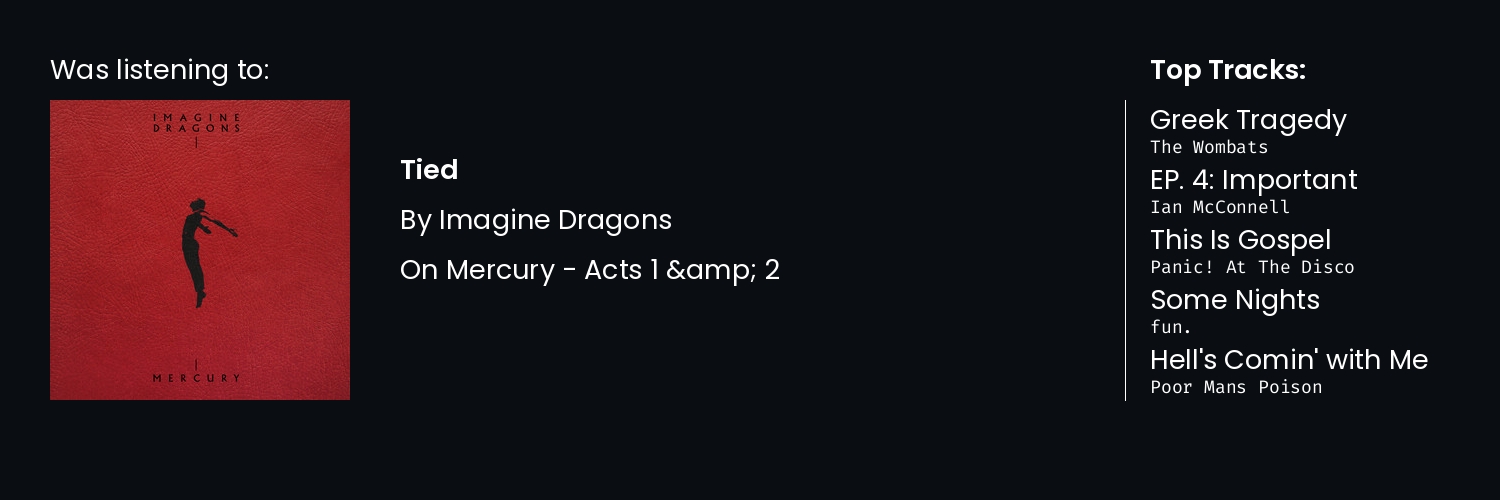 Was listening to:
IMAGINE
DRAGONS
MERCURY
Tied
By Imagine Dragons
On Mercury - Acts 1 &amp; 2
Top Tracks:
Greek Tragedy
The Wombats
EP. 4: Important
Ian McConnell
This Is Gospel
Panic! At The Disco
Some Nights
fun.
Hell's Comin' with Me
Poor Mans Poison